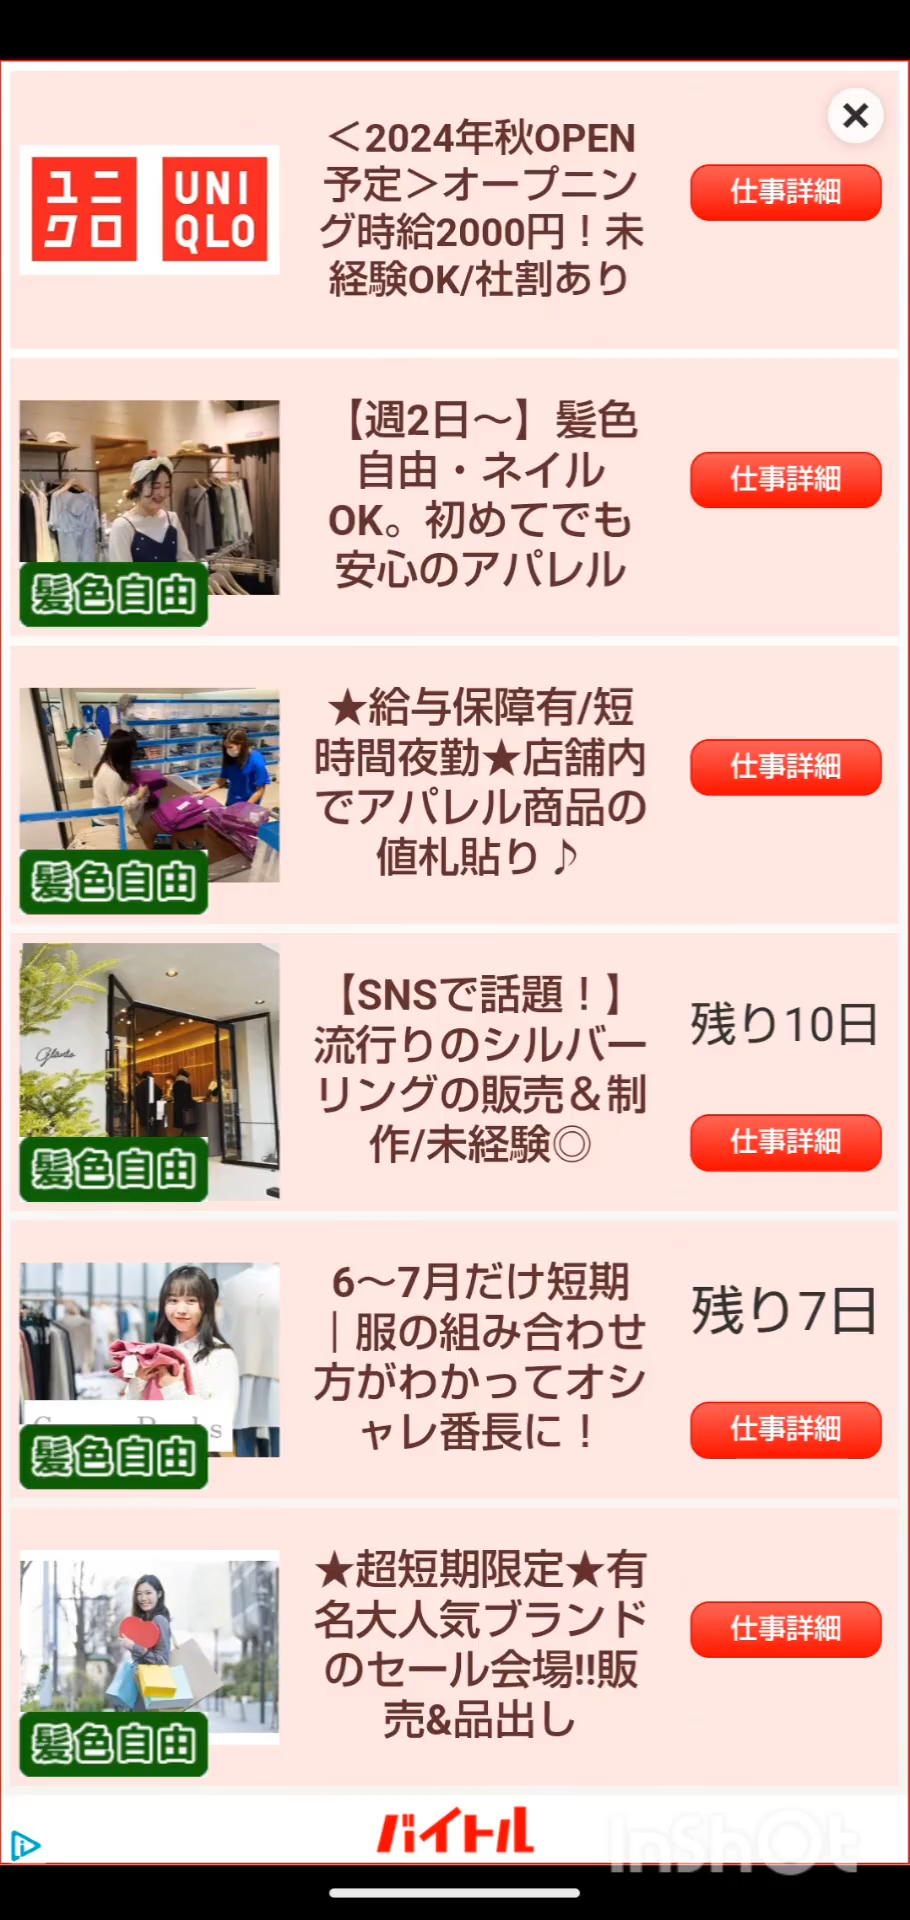 ユニ
クロ
UNI
QLO
＜2024年秋OPEN
予定＞オープニン
グ時給2000円！未
経験OK/社割あり
仕事詳細
【週2日～】髪色
自由・ネイル
OK。初めてでも
安心のアパレル
仕事詳細
髪色自由
★給与保障有/短
時間夜勤★店舗内
でアパレル商品の
値札貼り♪
仕事詳細
髪色自由
【SNSで話題！】
流行りのシルバー
リングの販売＆制
作/未経験◎
残り10日
仕事詳細
髪色自由
6～7月だけ短期
｜服の組み合わせ
方がわかってオシ
ャレ番長に！
残り7日
仕事詳細
髪色自由
★超短期限定★有
名大人気ブランド
のセール会場!!販
売&品出し
仕事詳細
髪色自由
バイトル
InShOt